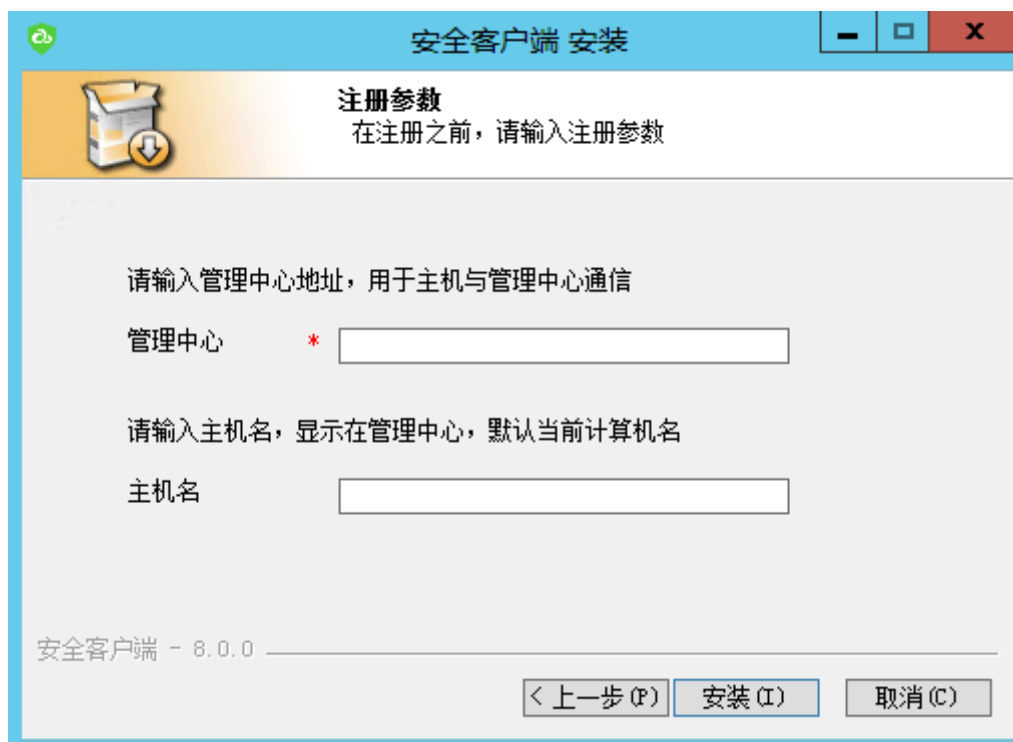 安全客户端 安装
注册参数
在注册之前，请输入注册参数
请输入管理中心地址，用于主机与管理中心通信
管理中心 *
请输入主机名，显示在管理中心，默认当前计算机名
主机名
安全客户端 - 8.0.0
< 上一步(P) 安装(I) 取消(C)